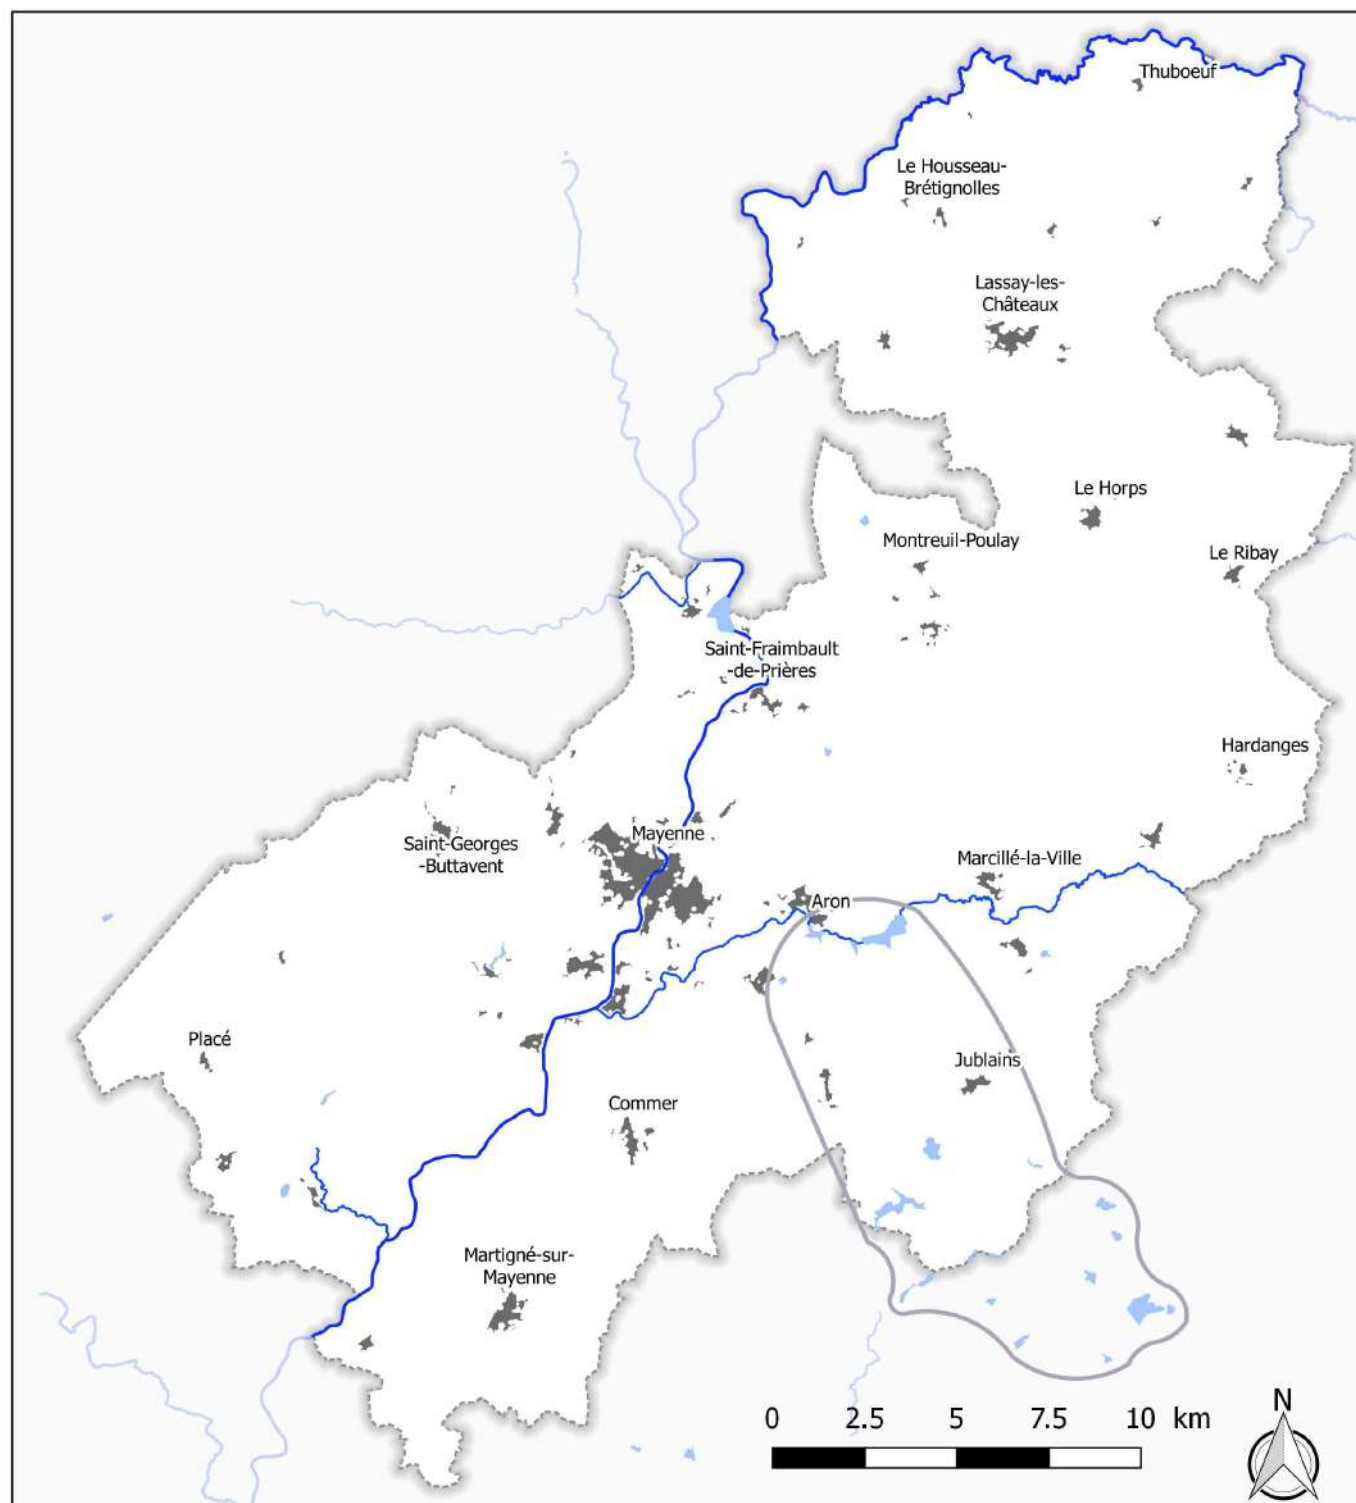 Thuboeuf
Le Housseau-
Brétignolles
Lassay-les-
Châteaux
Le Horps
Montreuil-Poulay
Le Ribay
Saint-Fraimbault
-de-Prières
Hardanges
Mayenne
Saint-Georges
-Buttavent
Marcillé-la-Ville
Aron
Placé
Jublains
Commer
Martigné-sur-
Mayenne
N
0 2.5 5 7.5 10 km